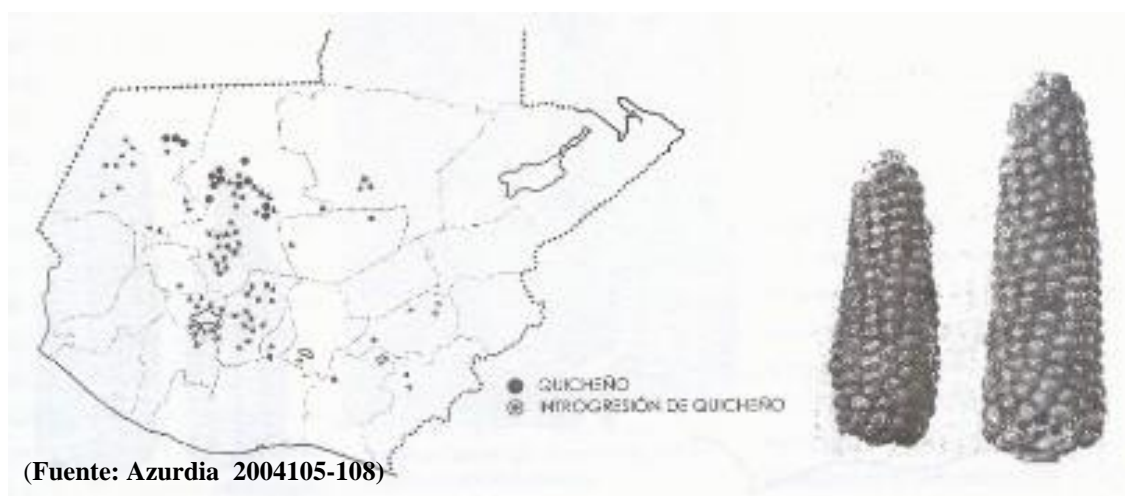 QUICHEÑO
INTROGRESIÓN DE QUICHEÑO
(Fuente: Azurdia 2004105-108)